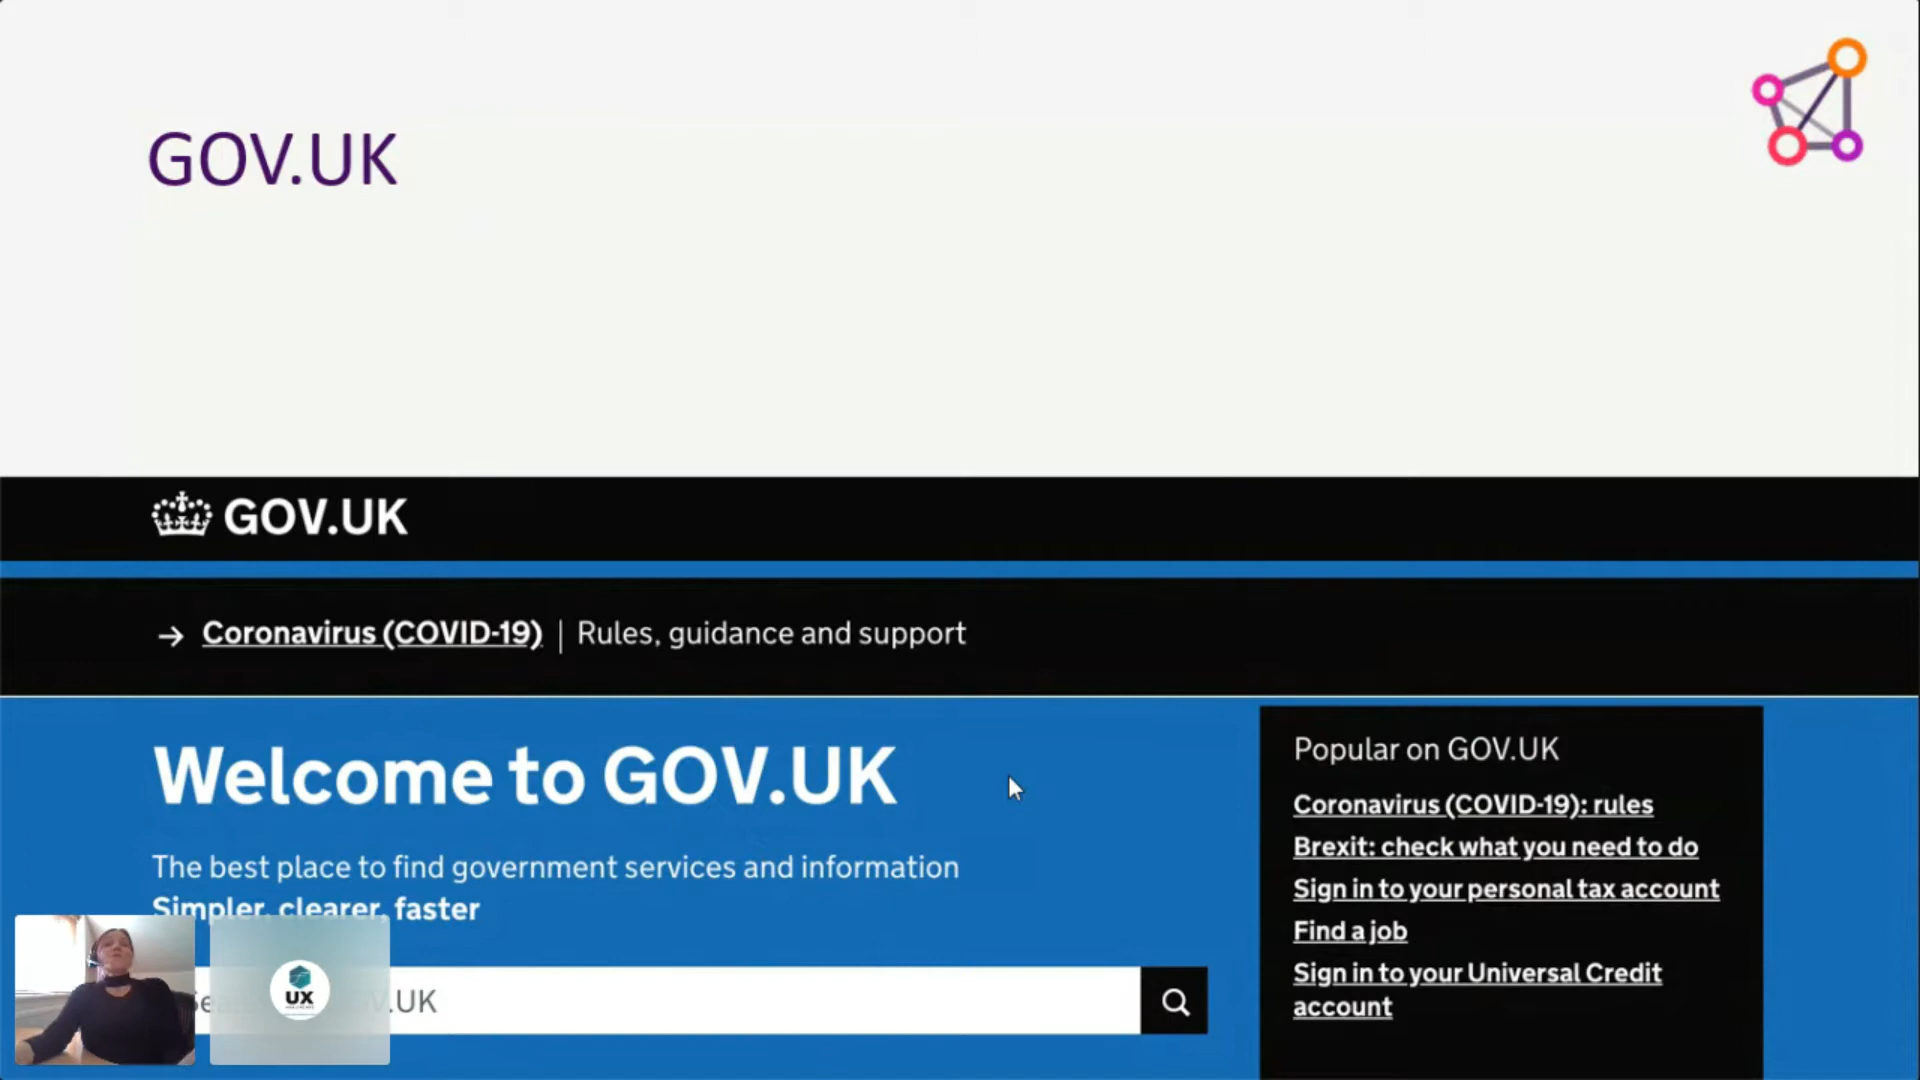 GOV.UK
GOV.UK
→ Coronavirus (COVID-19) | Rules, guidance and support
Welcome to GOV.UK
The best place to find government services and information
Simpler, clearer, faster
.UK
UX
Popular on GOV.UK
Coronavirus (COVID-19): rules
Brexit: check what you need to do
Sign in to your personal tax account
Find a job
Sign in to your Universal Credit
account